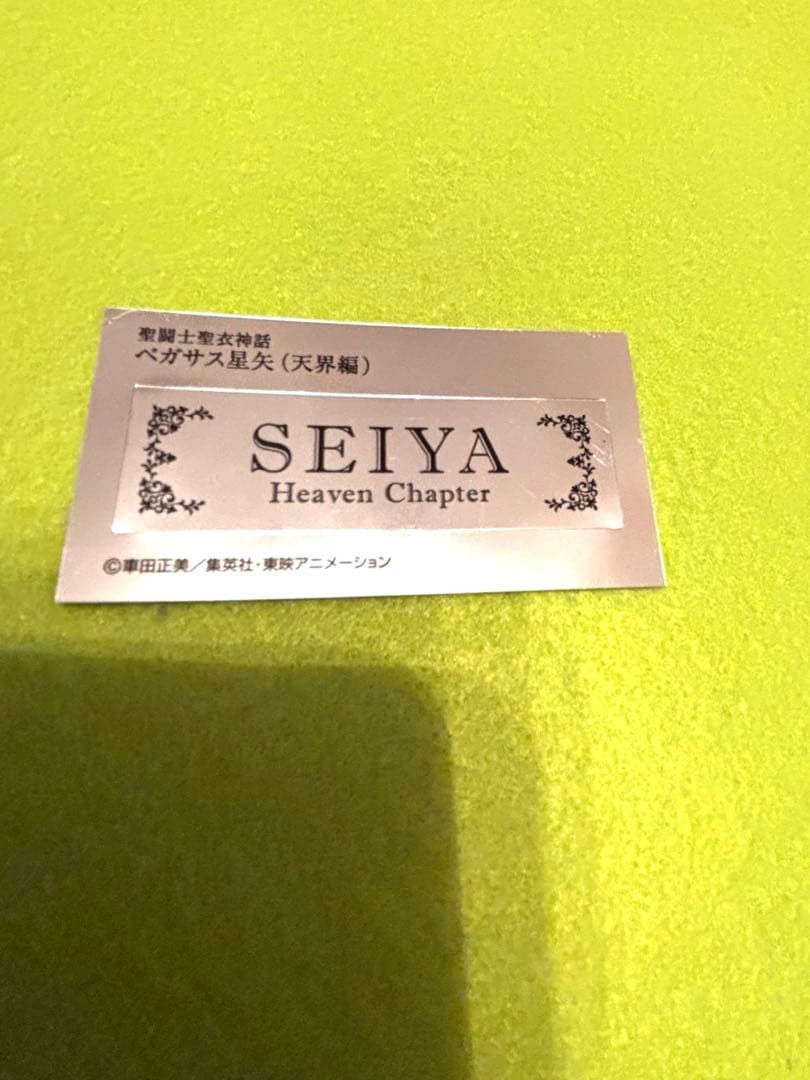 聖闘士聖衣神話
ペガサス星矢(天界編)
SEIYA
Heaven Chapter
©車田正美／集英社・東映アニメーション